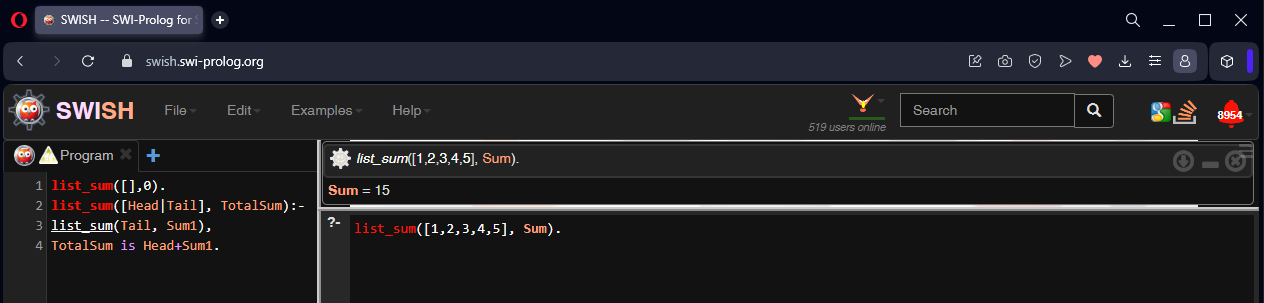 SWISH -- SWI-Prolog for
swish.swi-prolog.org
SWISH File Edit Examples Help 519 users online Search 8954
Program
1 list_sum([],0).
2 list_sum([Head|Tail], TotalSum):-
3 list_sum(Tail, Sum1),
4 TotalSum is Head+Sum1.
list_sum([1,2,3,4,5], Sum).
Sum = 15
?- list_sum([1,2,3,4,5], Sum).